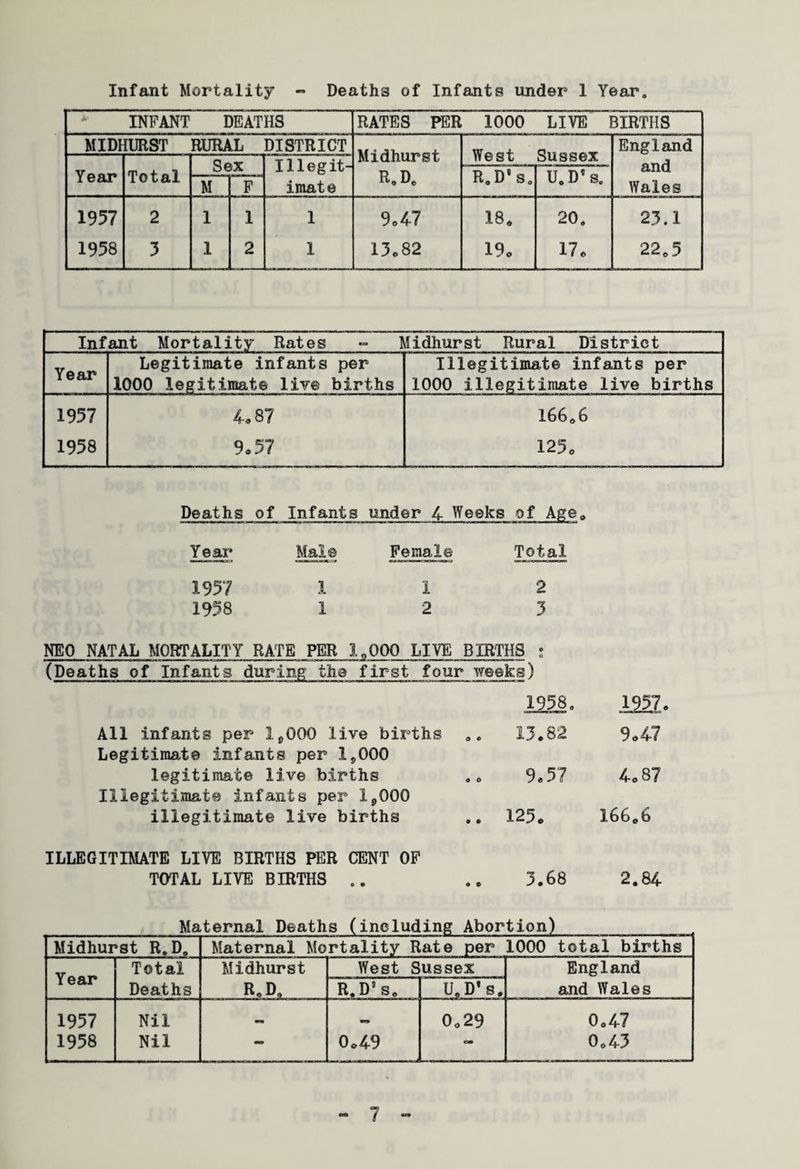 Infant Mortality - Deaths of Infants under 1 Year.
INFANT DEATHS RATES PER 1000 LIVE BIRTHS
MIDHURST RURAL DISTRICT Midhurst R.D. West Sussex England and Wales
Year Total Sex Illegit-imate R.D's. U.D's.
M F
1957 2 1 1 1 9.47 18. 20. 23.1
1958 3 1 2 1 13.82 19. 17. 22.5
Infant Mortality Rates - Midhurst Rural District
Year Legitimate infants per 1000 legitimate live births Illegitimate infants per 1000 illegitimate live births
1957 4.87 166.6
1958 9.57 125.
Deaths of Infants under 4 Weeks of Age.
Year Male Female Total
1957 1 1 2
1958 1 2 3
NEO NATAL MORTALITY RATE PER 1,000 LIVE BIRTHS :
(Deaths of Infants during the first four weeks)
1958. 1957.
All infants per 1,000 live births .. 13.82 9.47
Legitimate infants per 1,000
legitimate live births .. 9.57 4.87
Illegitimate infants per 1,000
illegitimate live births .. 125. 166.6
ILLEGITIMATE LIVE BIRTHS PER CENT OF
TOTAL LIVE BIRTHS .. .. 3.68 2.84
Maternal Deaths (including Abortion)
Midhurst R.D. Maternal Mortality Rate per 1000 total births
Year Total Deaths Midhurst R.D. West Sussex England and Wales
R.D's. U.D's.
1957 Nil - - 0.29 0.47
1958 Nil - 0.49 - 0.43
- 7 -